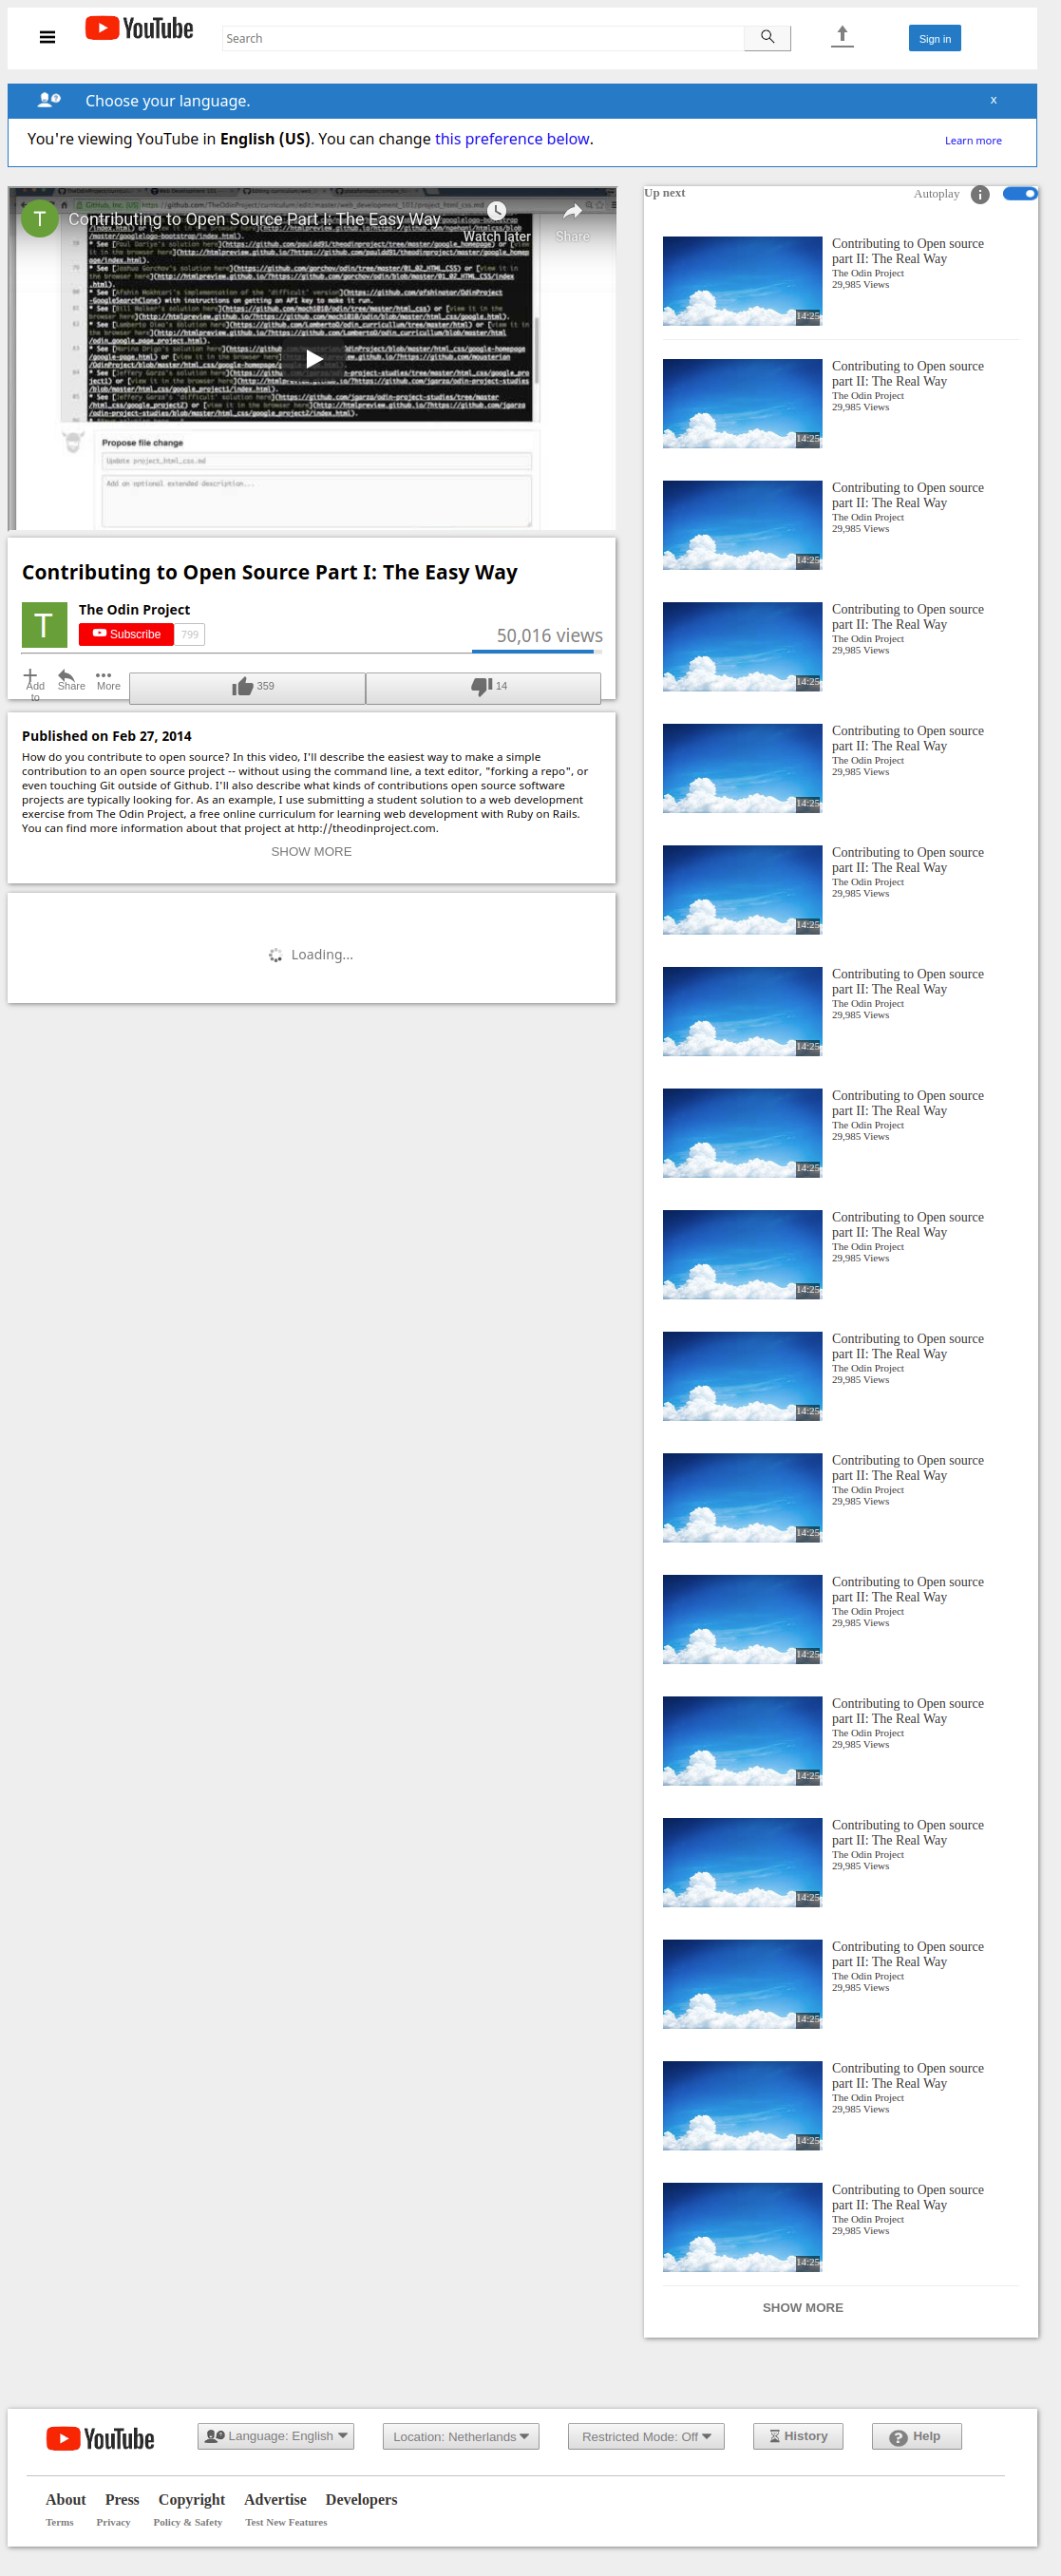 YouTube
Search
Sign in
Choose your language.
x
You're viewing YouTube in English (US). You can change this preference below.
Learn more
T
Contributing to Open Source Part I: The Easy Way
Watch later
Share
Propose file change
Update project_html_css.md
Add an optional extended description...
Contributing to Open Source Part I: The Easy Way
T
The Odin Project
Subscribe
799
50,016 views
Add to
Share
More
359
14
Published on Feb 27, 2014
How do you contribute to open source? In this video, I'll describe the easiest way to make a simple
contribution to an open source project -- without using the command line, a text editor, "forking a repo", or
even touching Git outside of Github. I'll also describe what kinds of contributions open source software
projects are typically looking for. As an example, I use submitting a student solution to a web development
exercise from The Odin Project, a free online curriculum for learning web development with Ruby on Rails.
You can find more information about that project at http://theodinproject.com.
SHOW MORE
Loading...
Up next
Autoplay
Contributing to Open source
part II: The Real Way
The Odin Project
29,985 Views
14:25
Contributing to Open source
part II: The Real Way
The Odin Project
29,985 Views
14:25
Contributing to Open source
part II: The Real Way
The Odin Project
29,985 Views
14:25
Contributing to Open source
part II: The Real Way
The Odin Project
29,985 Views
14:25
Contributing to Open source
part II: The Real Way
The Odin Project
29,985 Views
14:25
Contributing to Open source
part II: The Real Way
The Odin Project
29,985 Views
14:25
Contributing to Open source
part II: The Real Way
The Odin Project
29,985 Views
14:25
Contributing to Open source
part II: The Real Way
The Odin Project
29,985 Views
14:25
Contributing to Open source
part II: The Real Way
The Odin Project
29,985 Views
14:25
Contributing to Open source
part II: The Real Way
The Odin Project
29,985 Views
14:25
Contributing to Open source
part II: The Real Way
The Odin Project
29,985 Views
14:25
Contributing to Open source
part II: The Real Way
The Odin Project
29,985 Views
14:25
Contributing to Open source
part II: The Real Way
The Odin Project
29,985 Views
14:25
Contributing to Open source
part II: The Real Way
The Odin Project
29,985 Views
14:25
Contributing to Open source
part II: The Real Way
The Odin Project
29,985 Views
14:25
Contributing to Open source
part II: The Real Way
The Odin Project
29,985 Views
14:25
Contributing to Open source
part II: The Real Way
The Odin Project
29,985 Views
14:25
SHOW MORE
YouTube
Language: English
Location: Netherlands
Restricted Mode: Off
History
Help
About Press Copyright Advertise Developers
Terms Privacy Policy & Safety Test New Features